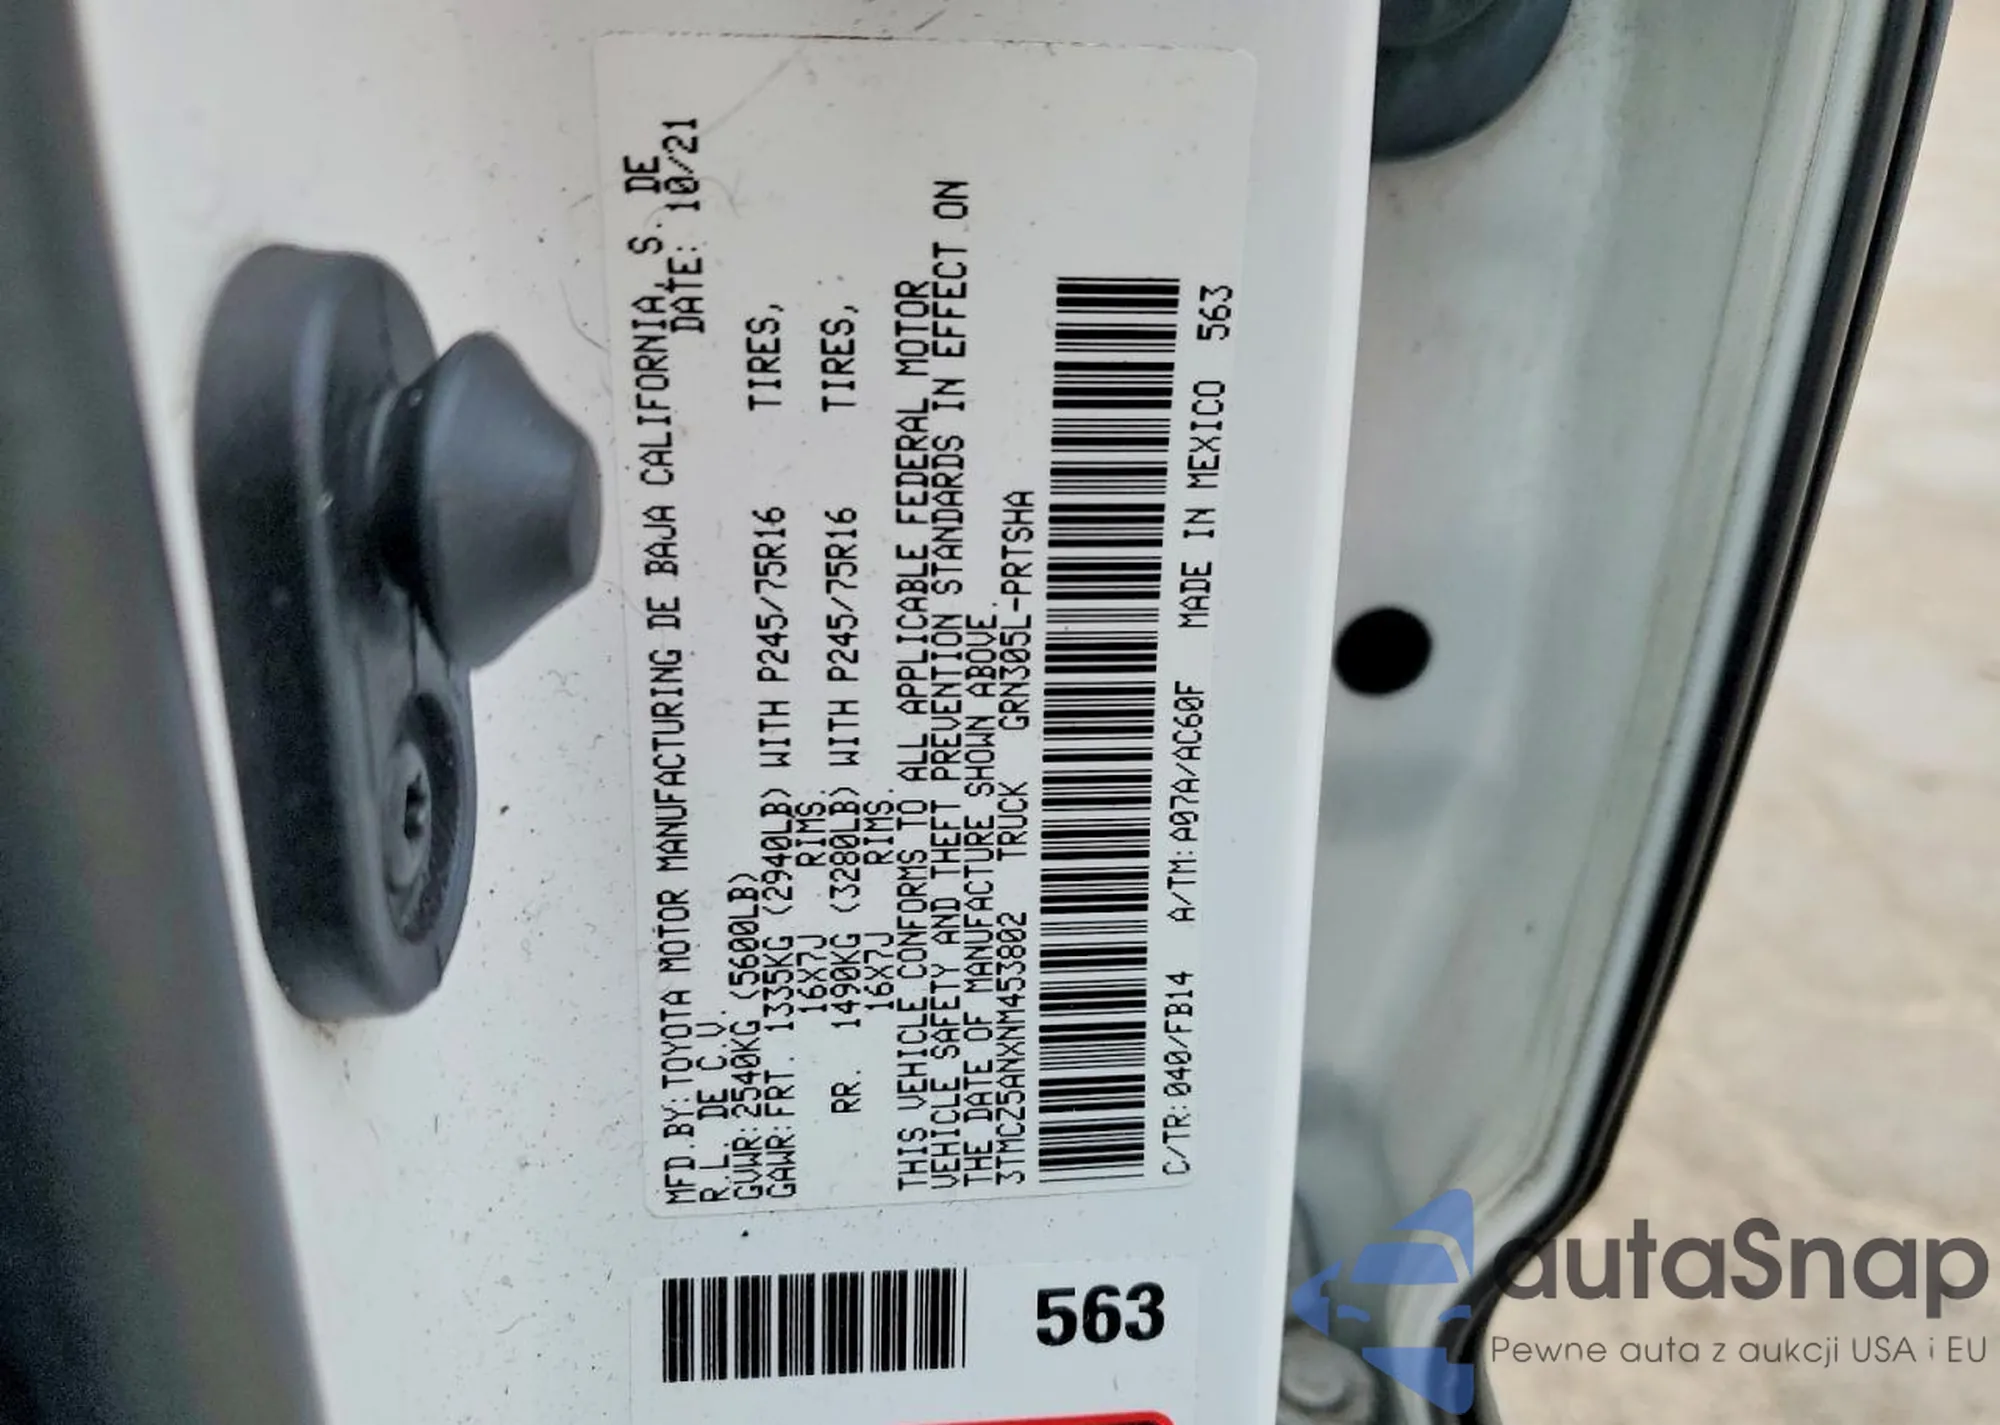 MFD.BY:TOYOTA MOTOR MANUFACTURING DE BAJA CALIFORNIA,S. DE
R.L. DE C.V. DATE: 10/21
GVWR:2540KG (5600LB)
GAWR:FRT. 1335KG (2940LB) WITH P245/75R16 TIRES,
16X7J RIMS.
RR. 1490KG (3280LB) WITH P245/75R16 TIRES,
16X7J RIMS.
THIS VEHICLE CONFORMS TO ALL APPLICABLE FEDERAL MOTOR
VEHICLE SAFETY AND THEFT PREVENTION STANDARDS IN EFFECT ON
THE DATE OF MANUFACTURE SHOWN ABOVE.
3TMCZ5ANXNM453802 TRUCK GRN305L-PRTSHA
C/TR:040/FB14 A/TM:A07A/AC60F MADE IN MEXICO 563
563
autaSnap
Pewne auta z aukcji USA i EU